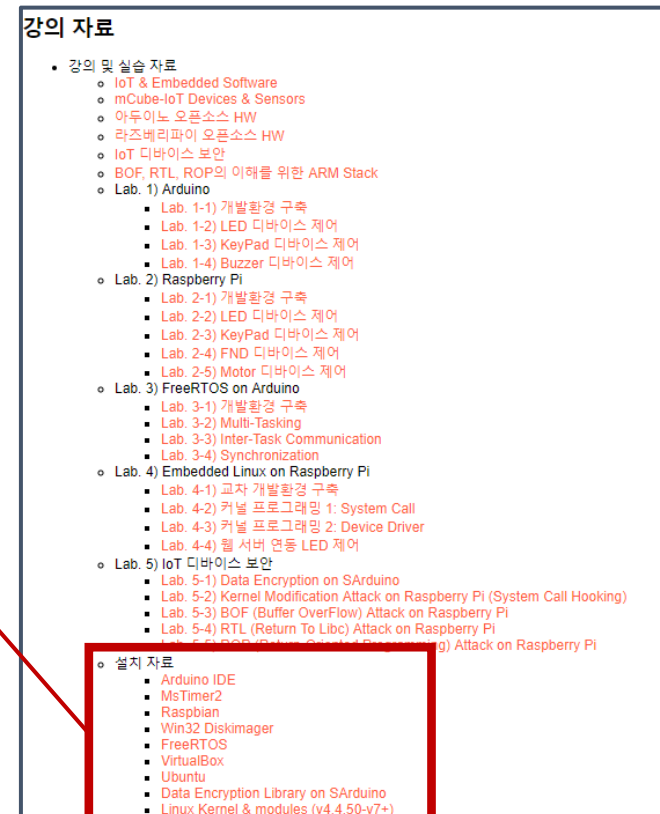 강의 자료
강의 및 실습 자료
IoT & Embedded Software
mCube-IoT Devices & Sensors
아두이노 오픈소스 HW
라즈베리파이 오픈소스 HW
IoT 디바이스 보안
BOF, RTL, ROP의 이해를 위한 ARM Stack
Lab. 1) Arduino
Lab. 1-1) 개발환경 구축
Lab. 1-2) LED 디바이스 제어
Lab. 1-3) KeyPad 디바이스 제어
Lab. 1-4) Buzzer 디바이스 제어
Lab. 2) Raspberry Pi
Lab. 2-1) 개발환경 구축
Lab. 2-2) LED 디바이스 제어
Lab. 2-3) KeyPad 디바이스 제어
Lab. 2-4) FND 디바이스 제어
Lab. 2-5) Motor 디바이스 제어
Lab. 3) FreeRTOS on Arduino
Lab. 3-1) 개발환경 구축
Lab. 3-2) Multi-Tasking
Lab. 3-3) Inter-Task Communication
Lab. 3-4) Synchronization
Lab. 4) Embedded Linux on Raspberry Pi
Lab. 4-1) 교차 개발환경 구축
Lab. 4-2) 커널 프로그래밍 1: System Call
Lab. 4-3) 커널 프로그래밍 2: Device Driver
Lab. 4-4) 웹 서버 연동 LED 제어
Lab. 5) IoT 디바이스 보안
Lab. 5-1) Data Encryption on SArduino
Lab. 5-2) Kernel Modification Attack on Raspberry Pi (System Call Hooking)
Lab. 5-3) BOF (Buffer OverFlow) Attack on Raspberry Pi
Lab. 5-4) RTL (Return To Libc) Attack on Raspberry Pi
Lab. 5-5) ROP (Return-Oriented Programming) Attack on Raspberry Pi
설치 자료
Arduino IDE
MsTimer2
Raspbian
Win32 Diskimager
FreeRTOS
VirtualBox
Ubuntu
Data Encryption Library on SArduino
Linux Kernel & modules (v4.4.50-v7+)